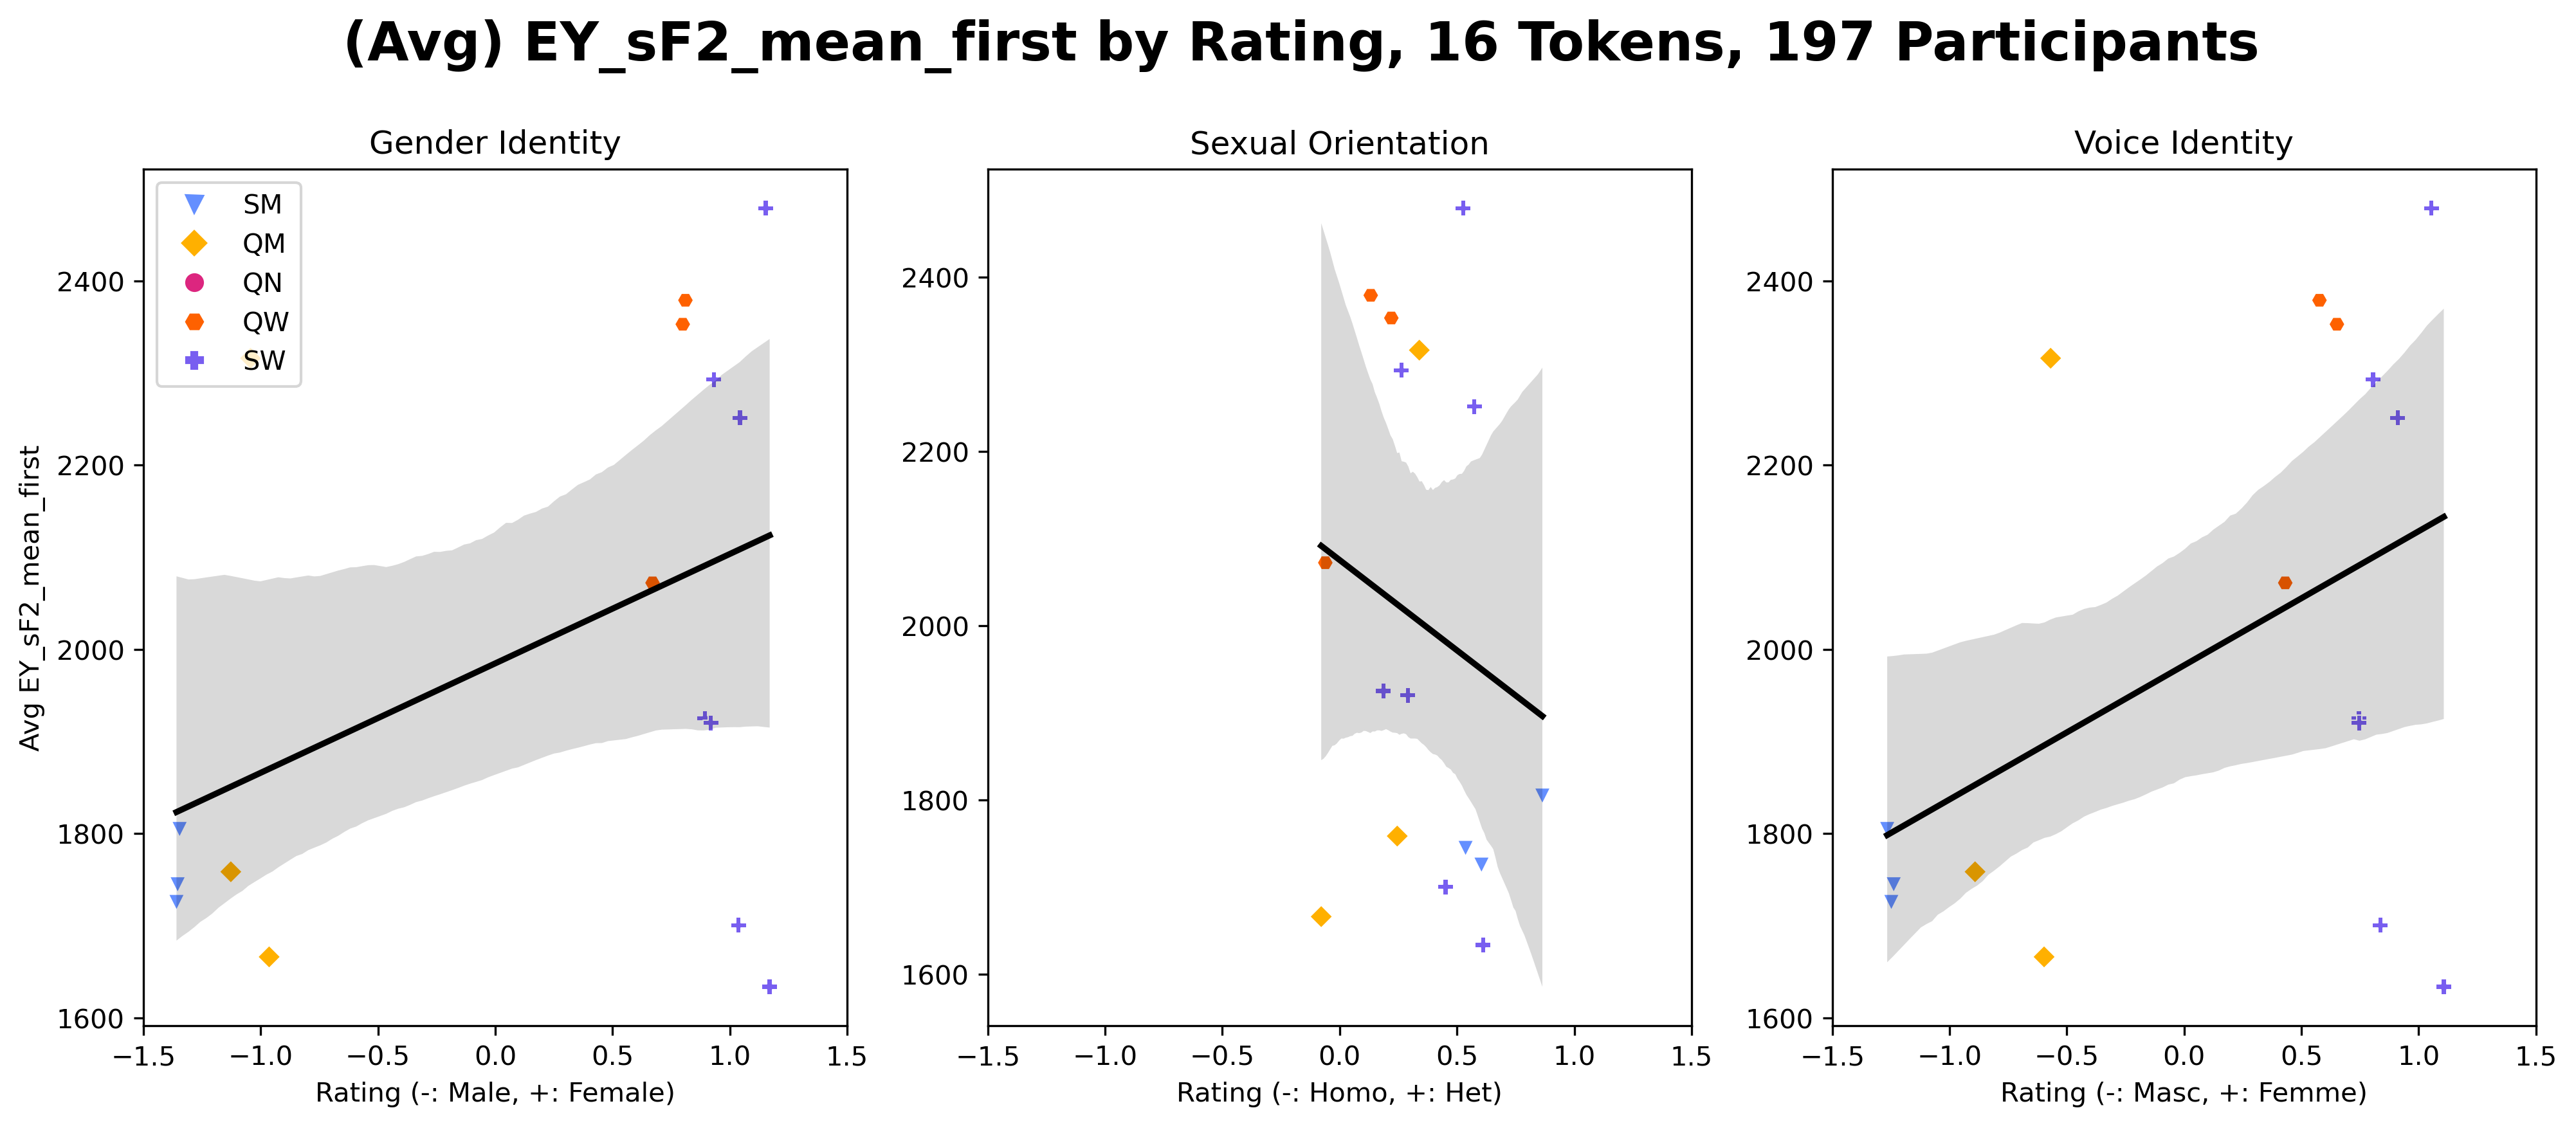 (Avg) EY_sF2_mean_first by Rating, 16 Tokens, 197 Participants
Gender Identity
Sexual Orientation
Voice Identity
SM
QM
QN
QW
SW
Avg EY_sF2_mean_first
2400
2200
2000
1800
1600
−1.5
−1.0
−0.5
0.0
0.5
1.0
1.5
Rating (-: Male, +: Female)
2400
2200
2000
1800
1600
−1.5
−1.0
−0.5
0.0
0.5
1.0
1.5
Rating (-: Homo, +: Het)
2400
2200
2000
1800
1600
−1.5
−1.0
−0.5
0.0
0.5
1.0
1.5
Rating (-: Masc, +: Femme)